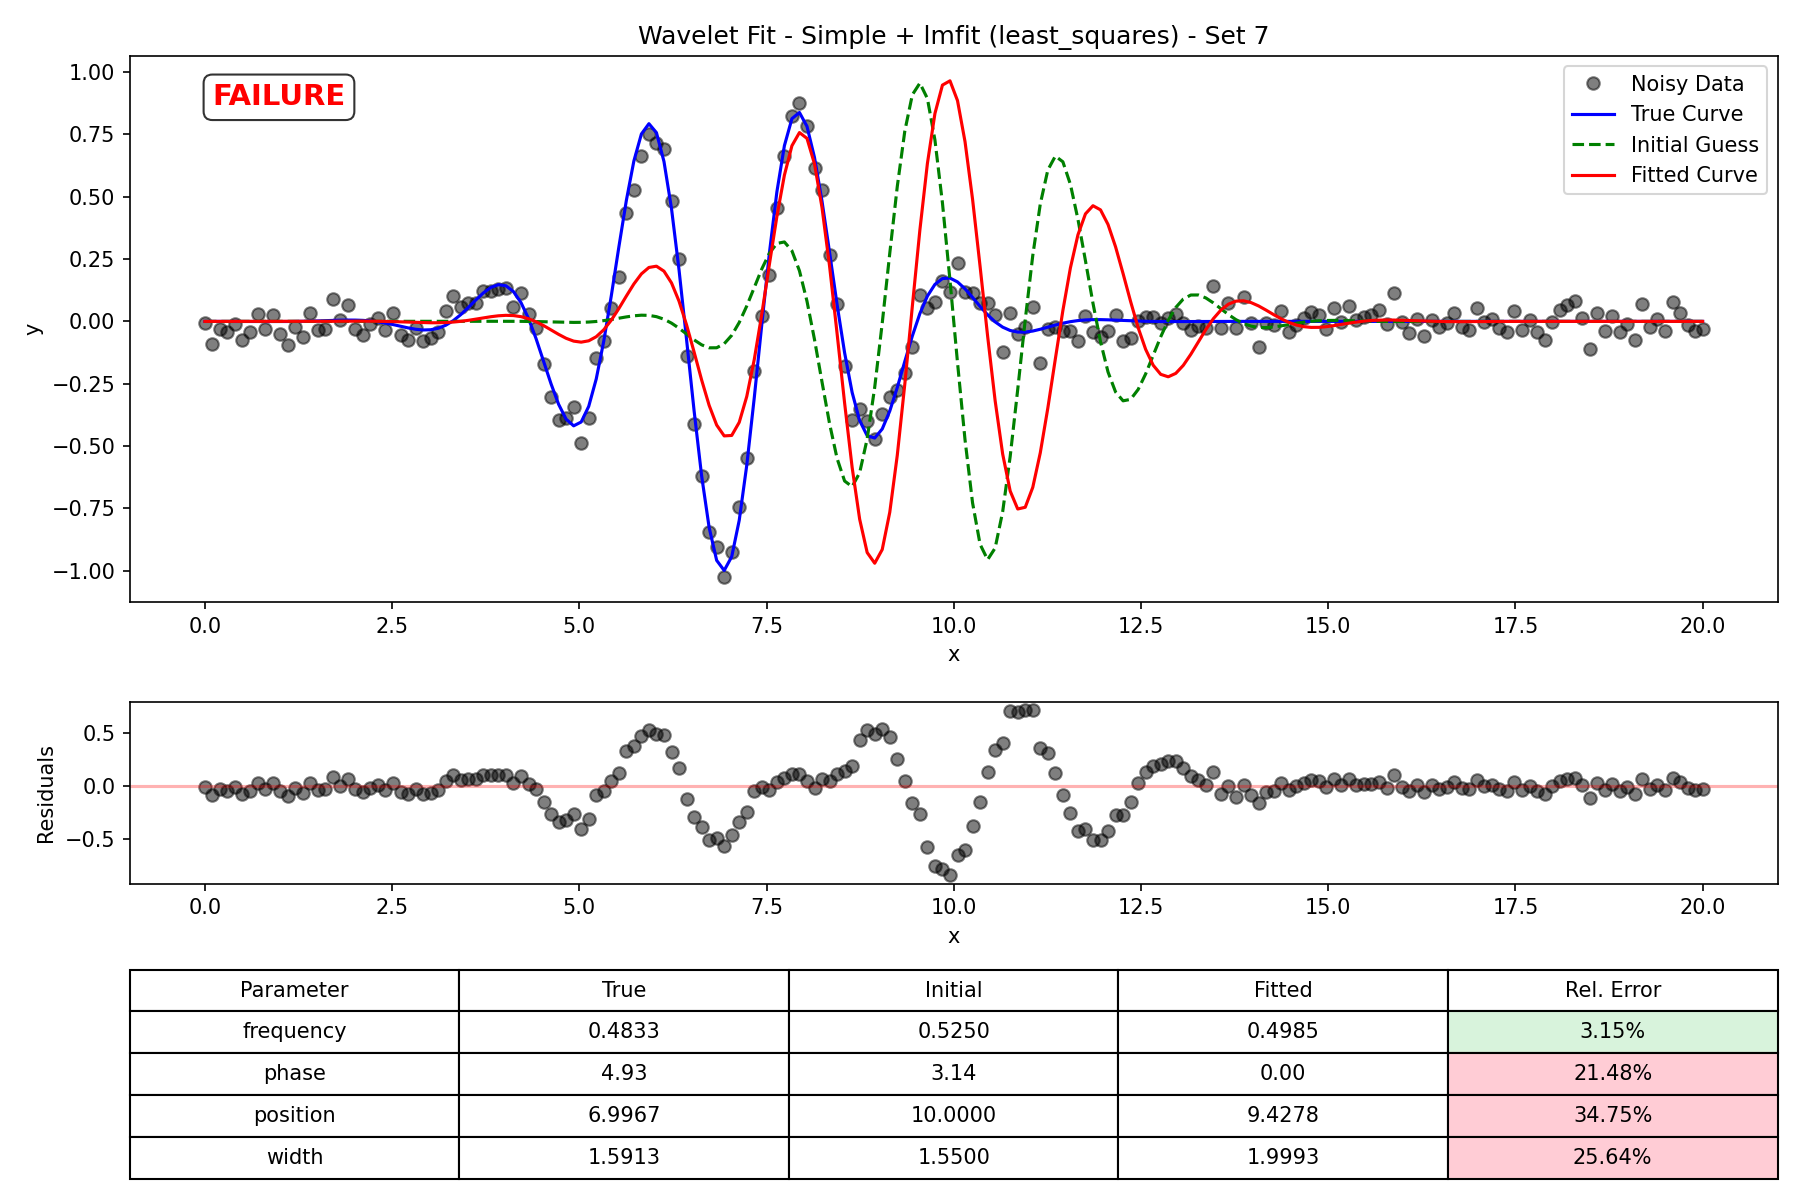 Wavelet Fit - Simple + lmfit (least_squares) - Set 7
FAILURE
Noisy Data
True Curve
Initial Guess
Fitted Curve
1.00
0.75
0.50
0.25
0.00
−0.25
−0.50
−0.75
−1.00
y
0.0 2.5 5.0 7.5 10.0 12.5 15.0 17.5 20.0
x
0.5
0.0
−0.5
Residuals
0.0 2.5 5.0 7.5 10.0 12.5 15.0 17.5 20.0
x
Parameter True Initial Fitted Rel. Error
frequency 0.4833 0.5250 0.4985 3.15%
phase 4.93 3.14 0.00 21.48%
position 6.9967 10.0000 9.4278 34.75%
width 1.5913 1.5500 1.9993 25.64%